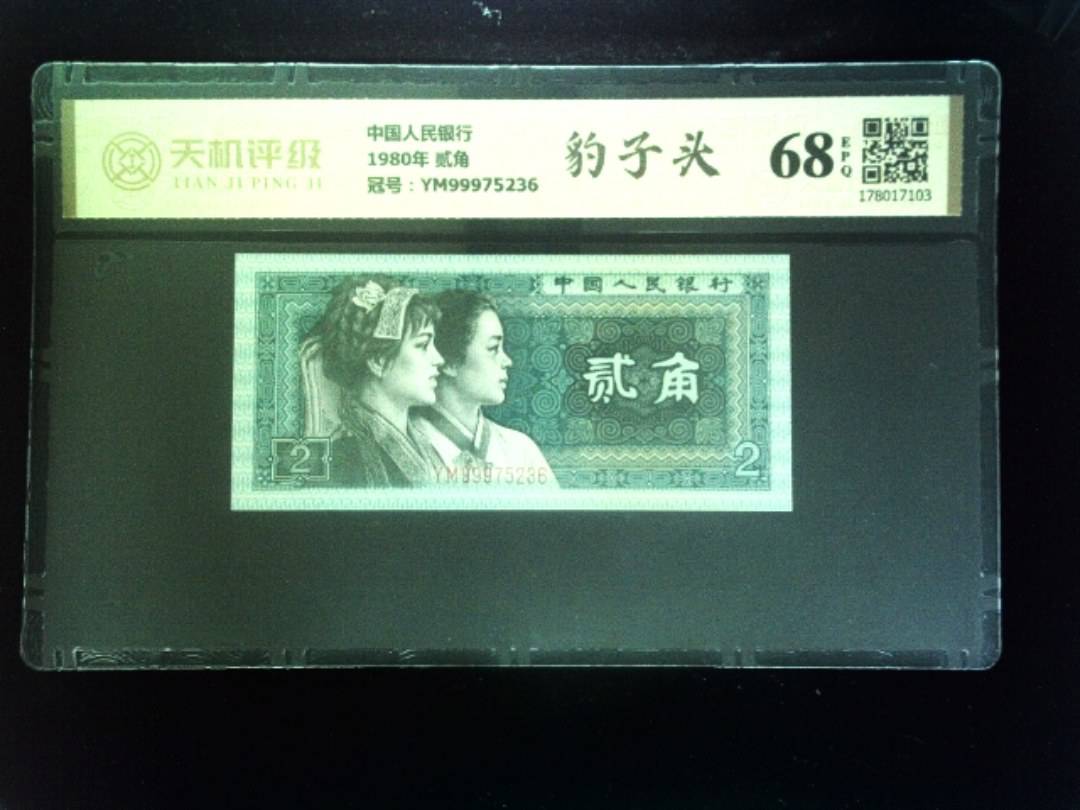 天机评级
TIAN JI PING JI
中国人民银行
1980年 贰角
冠号：YM99975236
豹子头
68
EPQ
178017103
中国人民银行
贰角
2
YM99975236
2